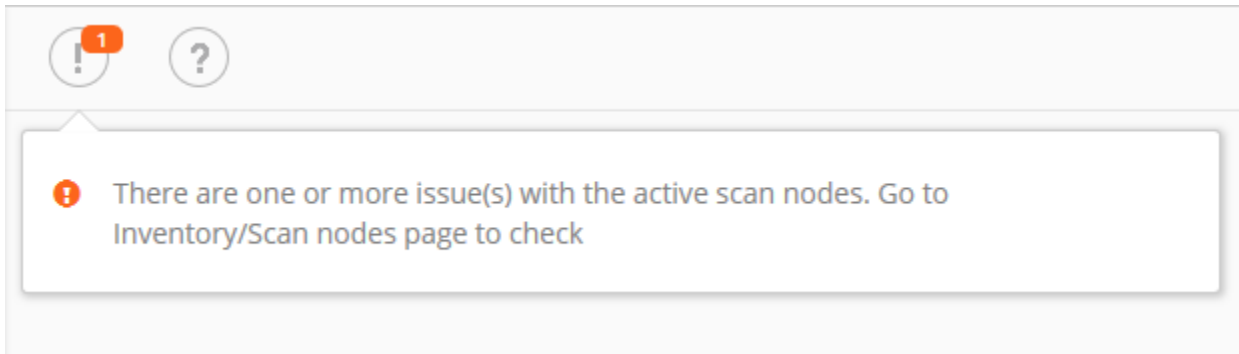 1
!
?
There are one or more issue(s) with the active scan nodes. Go to
Inventory/Scan nodes page to check